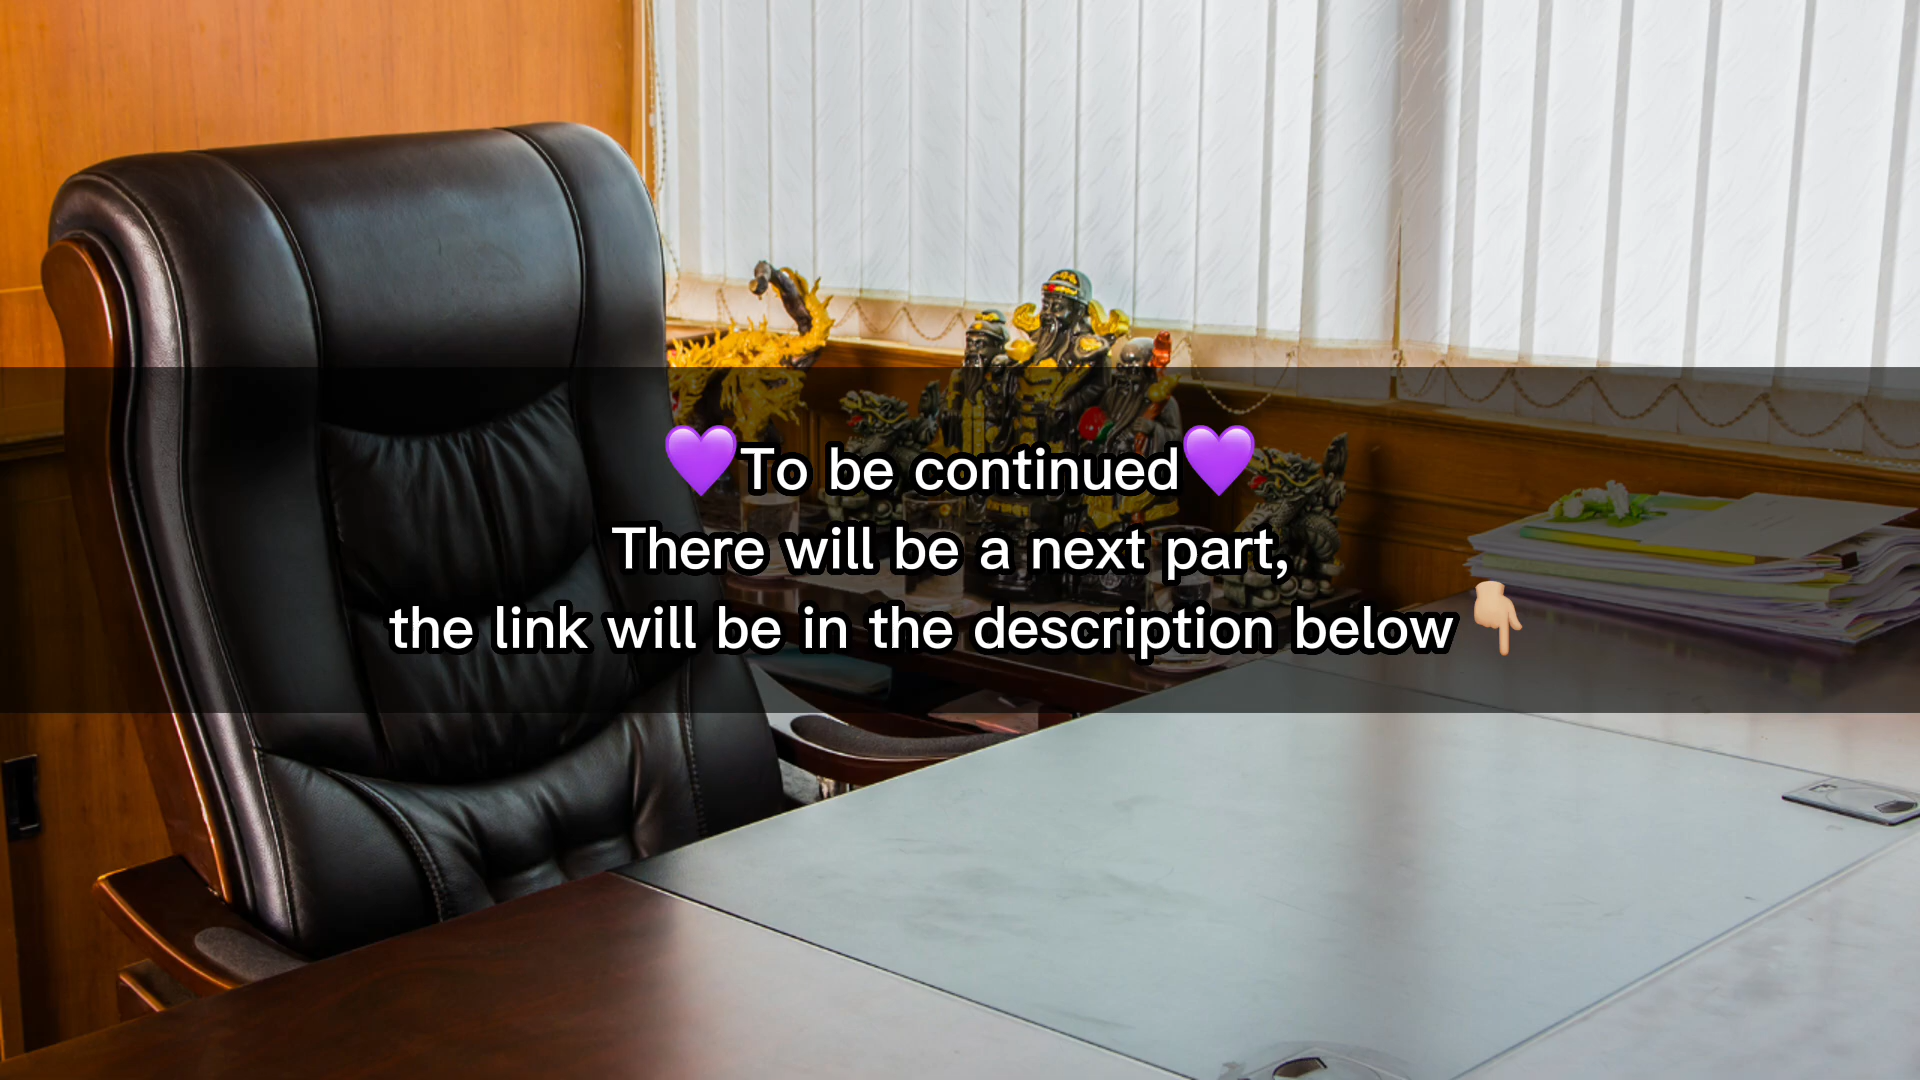 💜To be continued💜
There will be a next part,
the link will be in the description below👇🏻